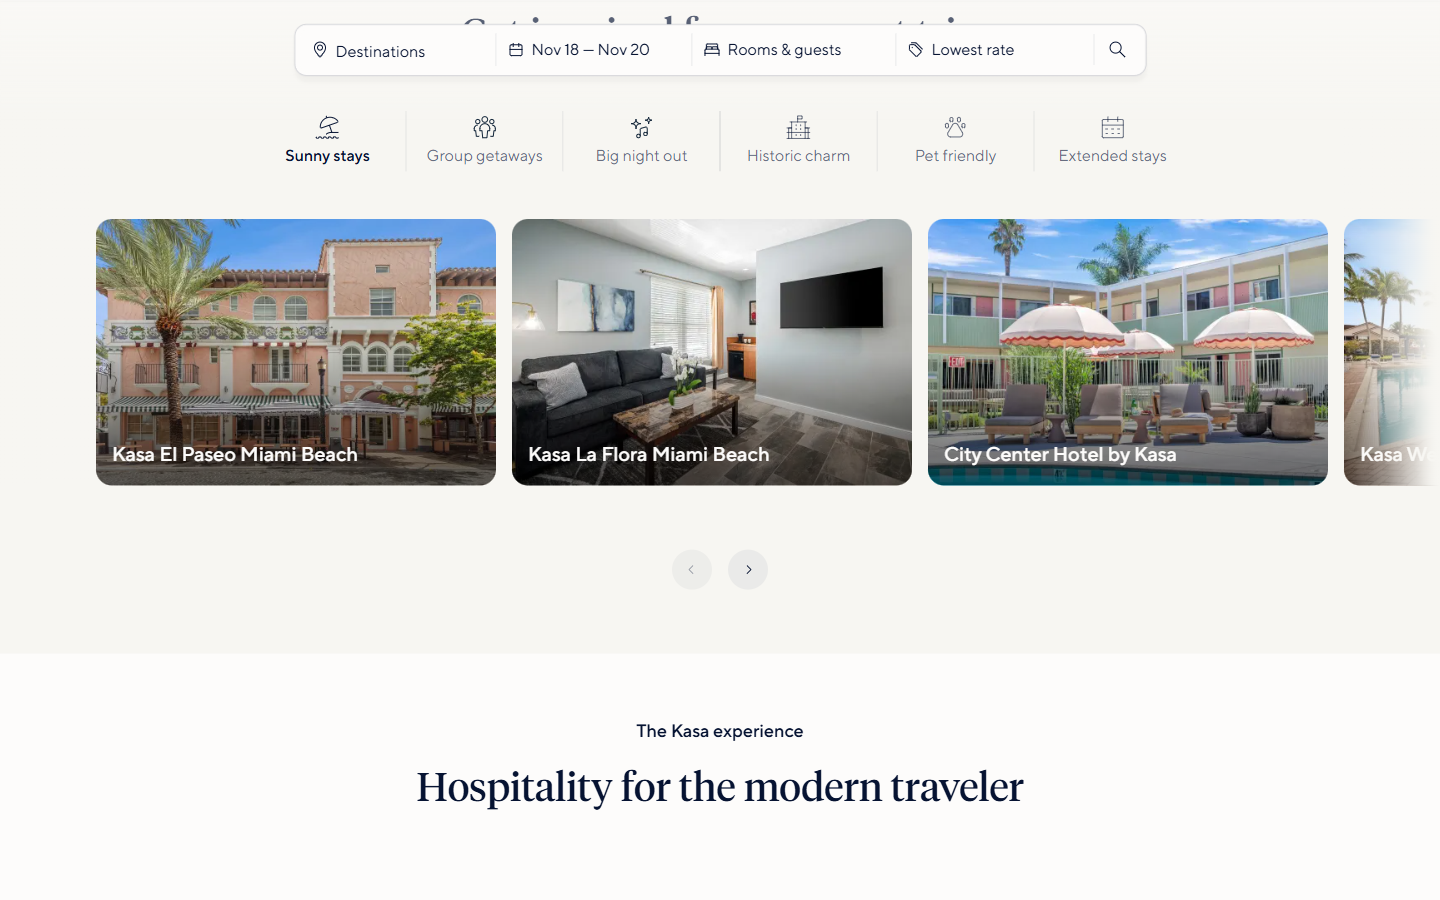 Destinations
Nov 18 – Nov 20
Rooms & guests
Lowest rate
Sunny stays
Group getaways
Big night out
Historic charm
Pet friendly
Extended stays
Kasa El Paseo Miami Beach
Kasa La Flora Miami Beach
EXIT
City Center Hotel by Kasa
Kasa
The Kasa experience
Hospitality for the modern traveler